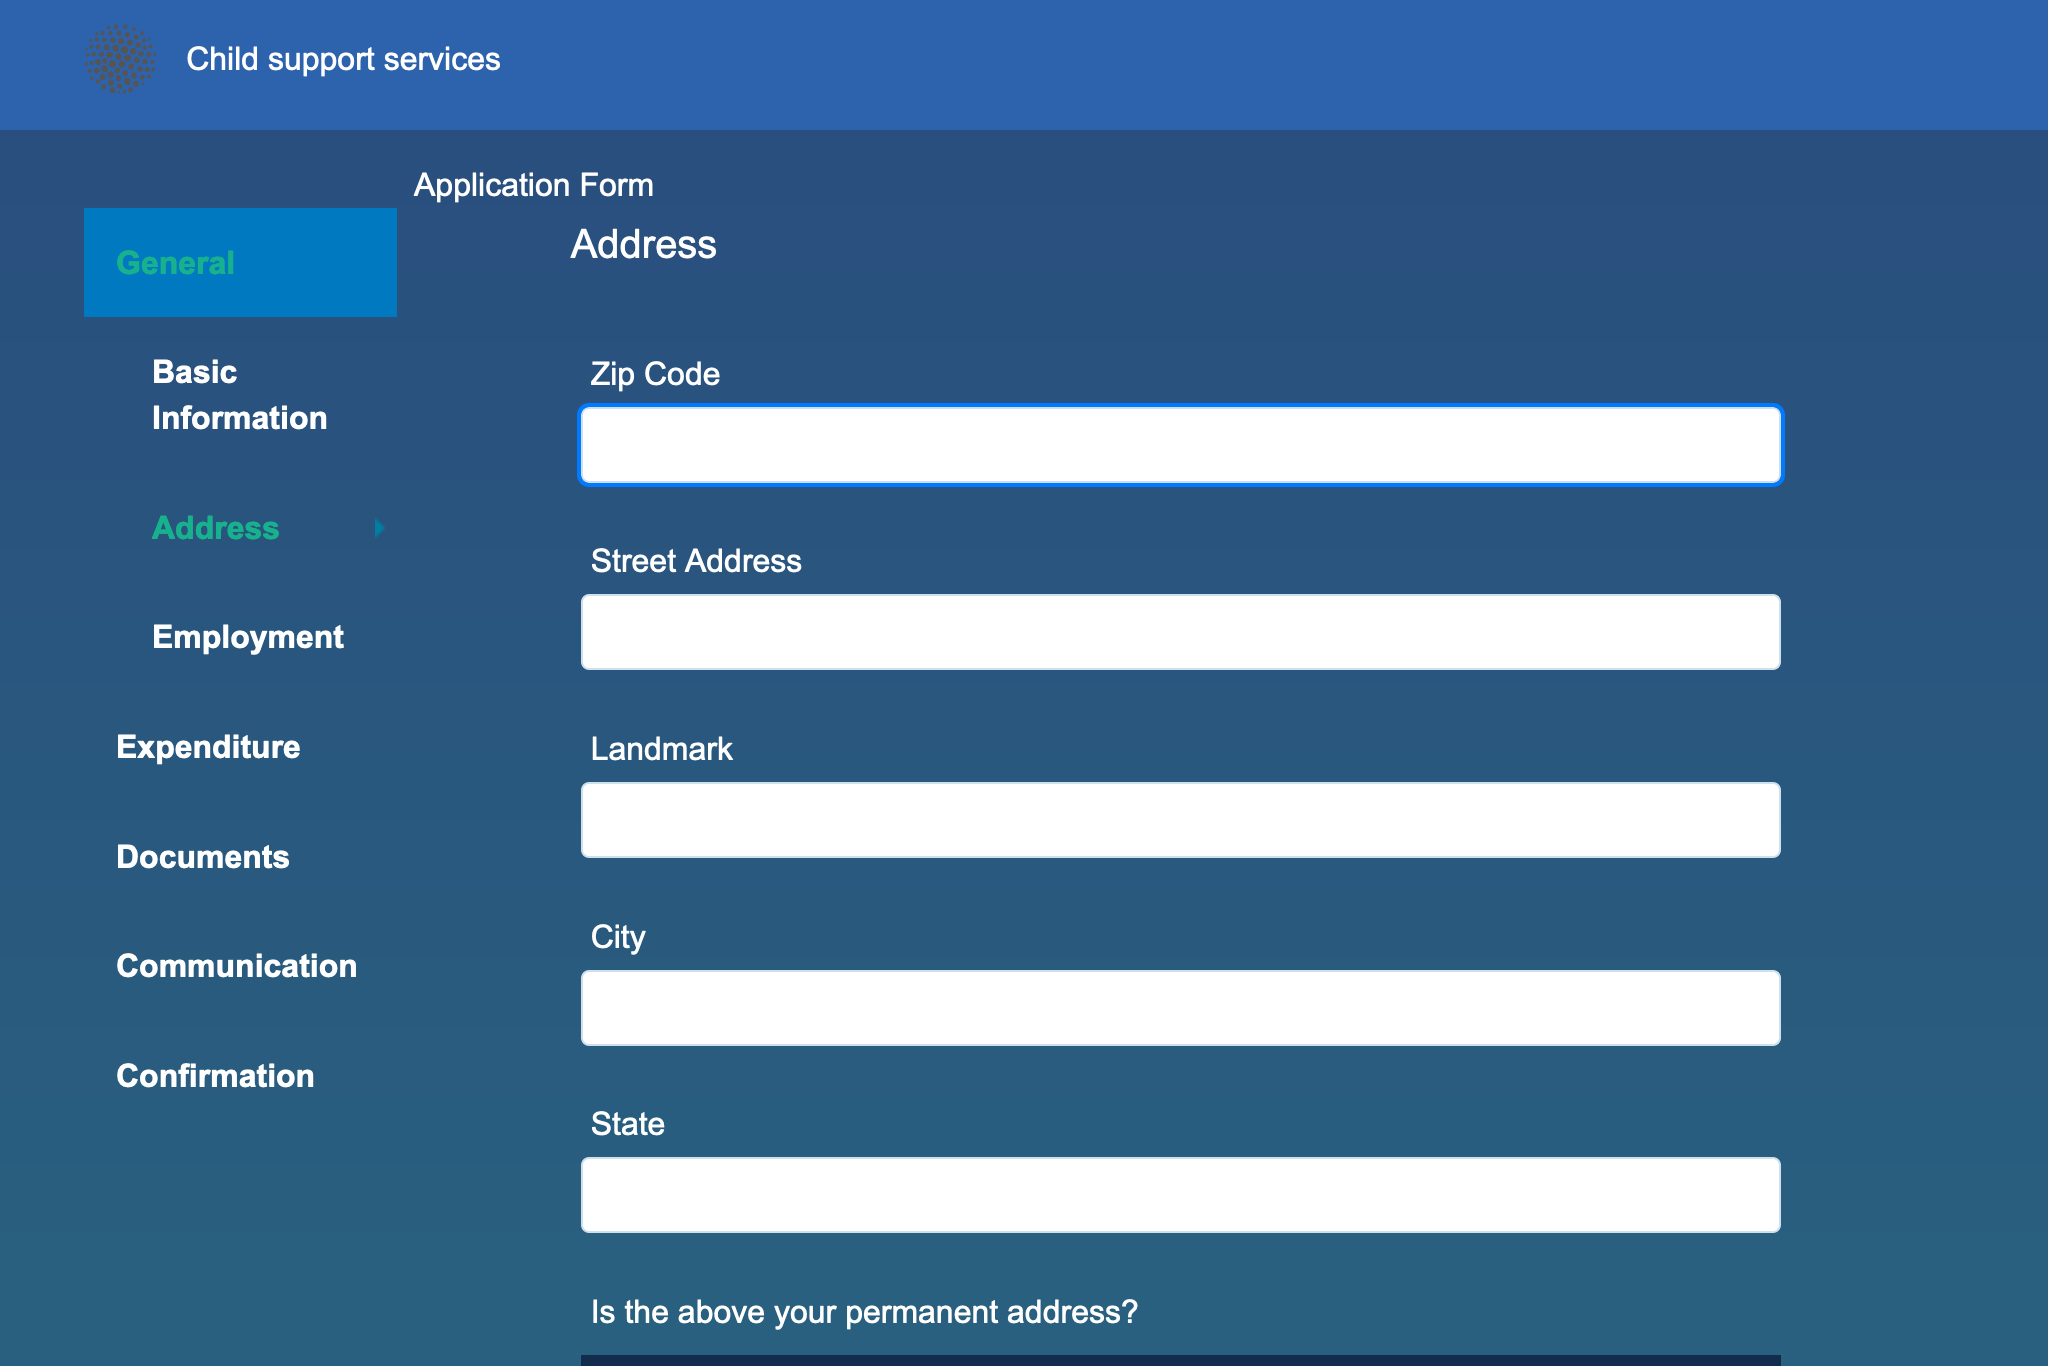 Child support services
Application Form
General
Basic
Information
Address
Employment
Expenditure
Documents
Communication
Confirmation
Address
Zip Code
Street Address
Landmark
City
State
Is the above your permanent address?